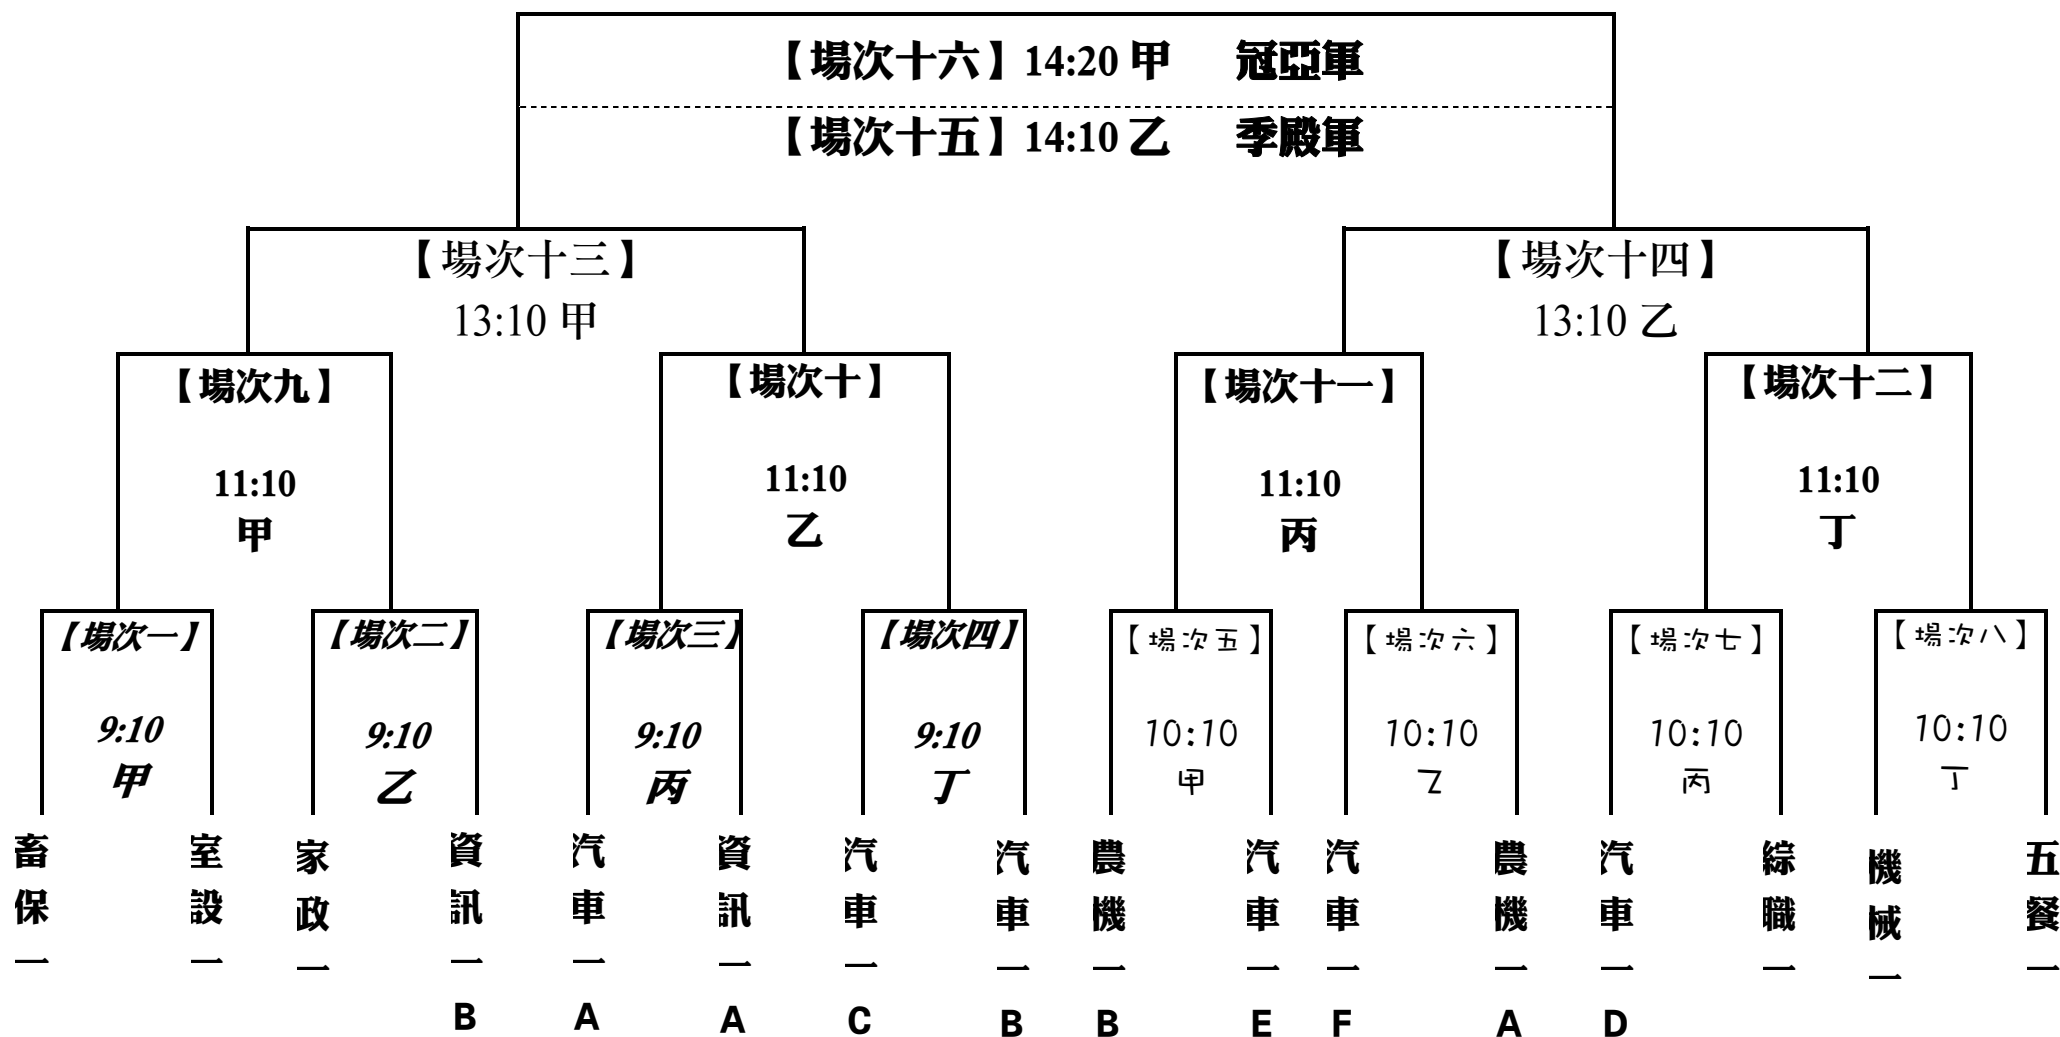 【場次十六】14:20 甲 冠亞軍
【場次十五】14:10 乙 季殿軍
【場次十三】
13:10 甲
【場次十四】
13:10 乙
【場次九】
11:10
甲
【場次十】
11:10
乙
【場次十一】
11:10
丙
【場次十二】
11:10
丁
【場次一】
9:10
甲
【場次二】
9:10
乙
【場次三】
9:10
丙
【場次四】
9:10
丁
【場次五】
10:10
甲
【場次六】
10:10
乙
【場次七】
10:10
丙
【場次八】
10:10
丁
畜保一
室設一
家政一
資訊一B
汽車一A
資訊一A
汽車一C
汽車一B
農機一B
汽車一E
汽車一F
農機一A
汽車一D
綜職一
機械一
五餐一